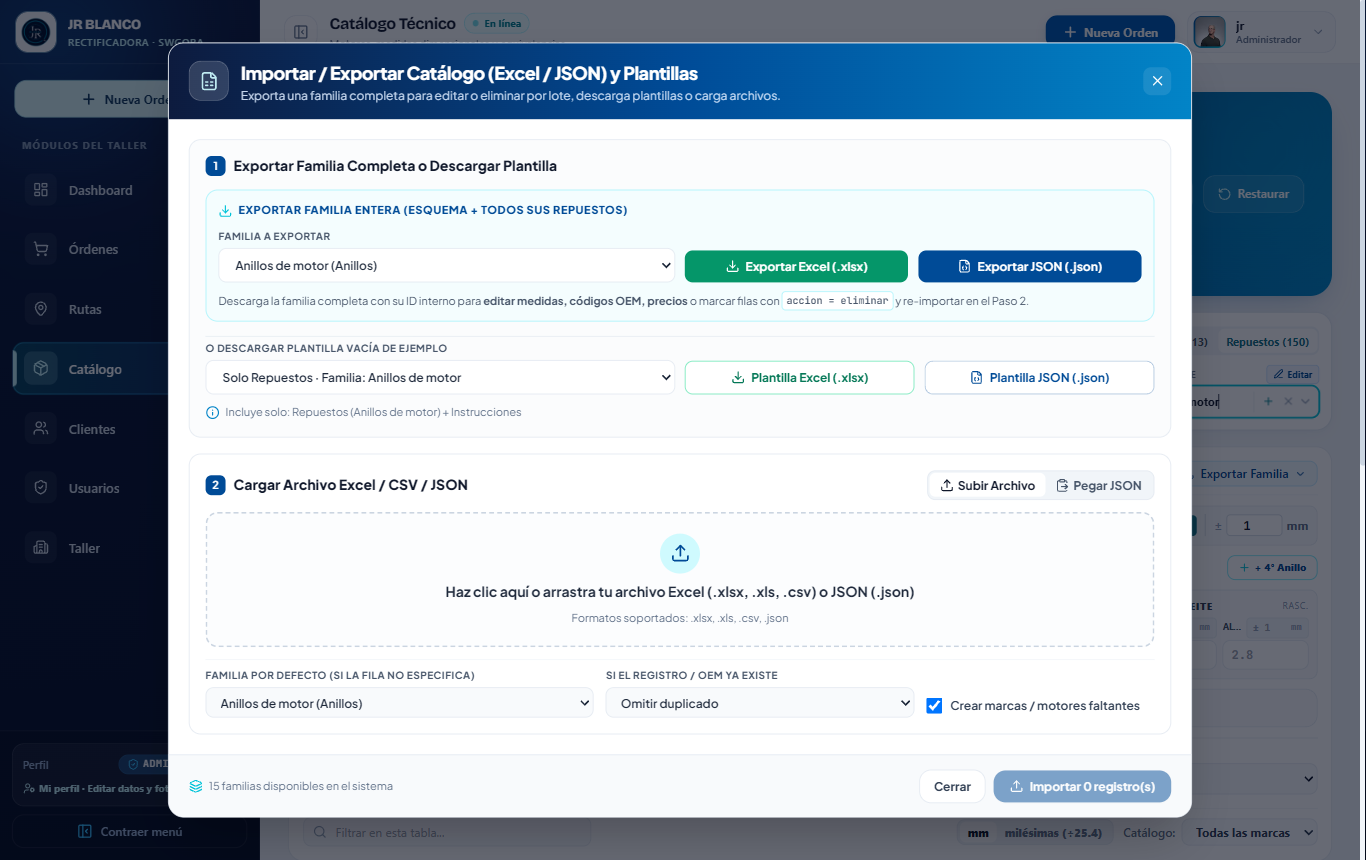 JR BLANCO
RECTIFICADORA · SWGORA
Nueva Orde
MÓDULOS DEL TALLER
Dashboard
Órdenes
Rutas
Catálogo
Clientes
Usuarios
Taller
Perfil
ADMI
Mi perfil · Editar datos y fot
Contraer menú
Catálogo Técnico
En línea
Nueva Orden
jr
Administrador
Importar / Exportar Catálogo (Excel / JSON) y Plantillas
Exporta una familia completa para editar o eliminar por lote, descarga plantillas o carga archivos.
1 Exportar Familia Completa o Descargar Plantilla
EXPORTAR FAMILIA ENTERA (ESQUEMA + TODOS SUS REPUESTOS)
FAMILIA A EXPORTAR
Anillos de motor (Anillos)
Exportar Excel (.xlsx)
Exportar JSON (.json)
Descarga la familia completa con su ID interno para editar medidas, códigos OEM, precios o marcar filas con accion = eliminar y re-importar en el Paso 2.
O DESCARGAR PLANTILLA VACÍA DE EJEMPLO
Solo Repuestos · Familia: Anillos de motor
Plantilla Excel (.xlsx)
Plantilla JSON (.json)
Incluye solo: Repuestos (Anillos de motor) + Instrucciones
2 Cargar Archivo Excel / CSV / JSON
Subir Archivo
Pegar JSON
Haz clic aquí o arrastra tu archivo Excel (.xlsx, .xls, .csv) o JSON (.json)
Formatos soportados: .xlsx, .xls, .csv, .json
FAMILIA POR DEFECTO (SI LA FILA NO ESPECIFICA)
Anillos de motor (Anillos)
SI EL REGISTRO / OEM YA EXISTE
Omitir duplicado
Crear marcas / motores faltantes
15 familias disponibles en el sistema
Cerrar
Importar 0 registro(s)
Restaurar
13)
Repuestos (150)
E
Editar
motor
Exportar Familia
± 1 mm
+ 4° Anillo
EITE
RASC.
mm AL... ± 1 mm
2.8
Filtrar en esta tabla...
mm
milésimas (÷25.4)
Catálogo:
Todas las marcas